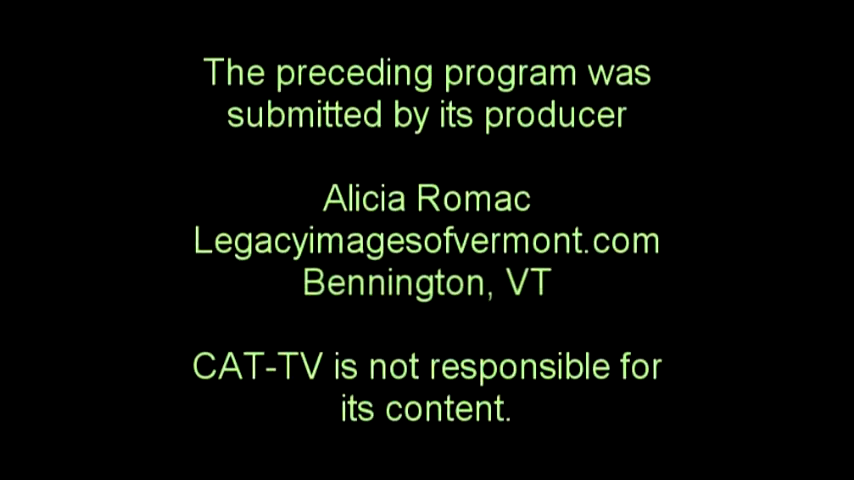 The preceding program was
submitted by its producer
Alicia Romac
Legacyimagesofvermont.com
Bennington, VT
CAT-TV is not responsible for
its content.